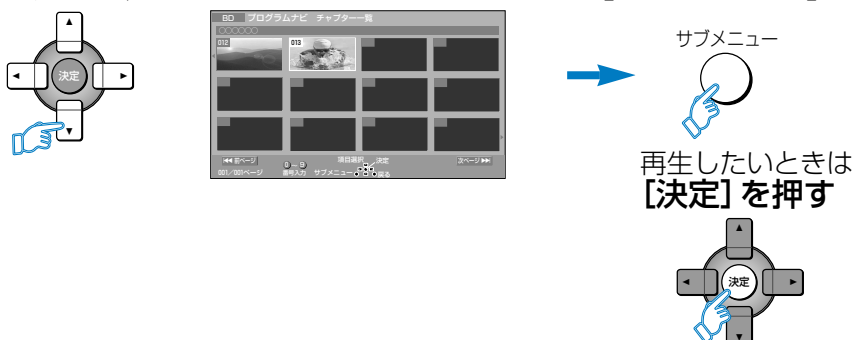 決定
BD プログラムナビ チャプター一覧
○○○○○○
012
013
前ページ
001/001ページ
0-9
番号入力
項目選択
決定
サブメニュー
戻る
次ページ
サブメニュー
再生したいときは
［決定］を押す
決定